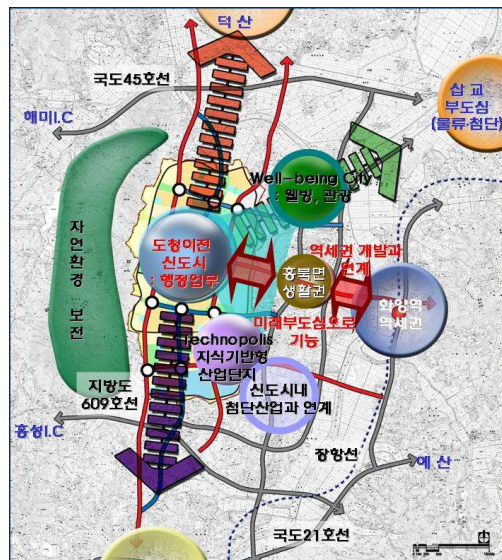 덕 산
국도45호선
삽 교
부도심
(물류·첨단)
해미I.C
Well-being City
: 웰빙, 관광
자연환경 보전
도청이전
신도시
: 행정업무
역세권 개발과
연계
홍북면
생활권
화양역
역세권
미래부도심으로
기능
Technopolis
지식기반형
산업단지
지방도
609호선
신도시내
첨단산업과 연계
홍성I.C
장항선
예 산
국도21호선